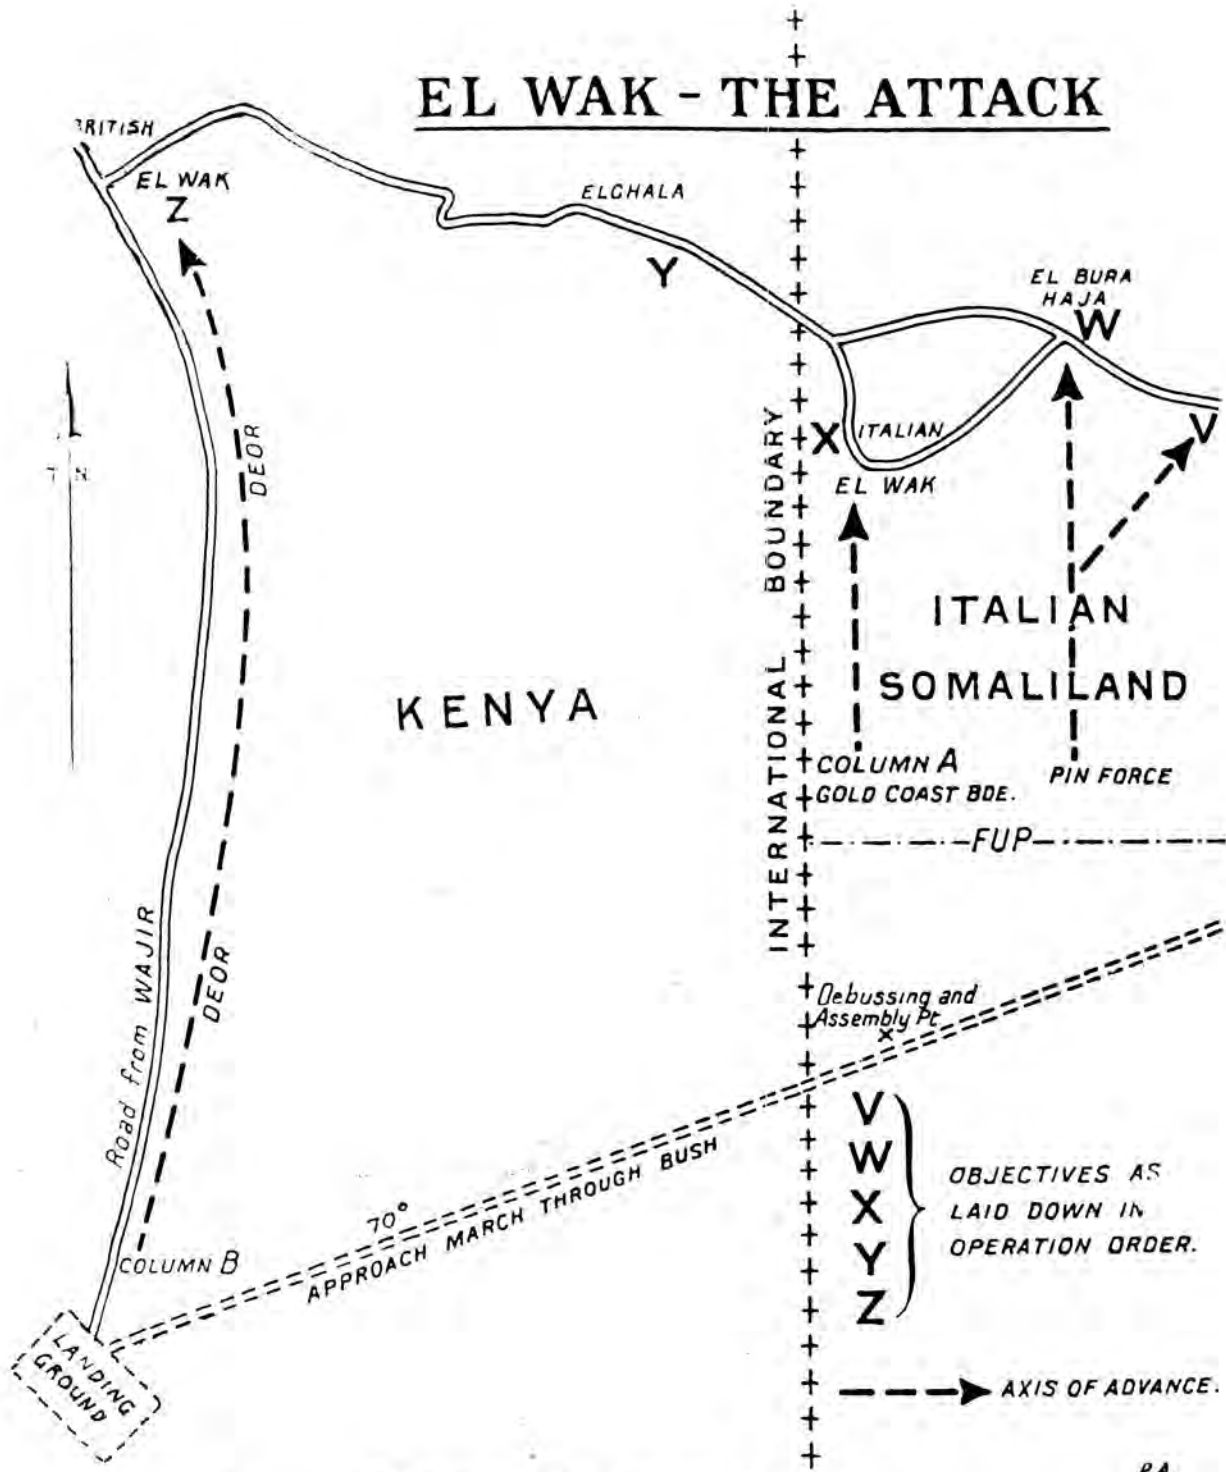 EL WAK - THE ATTACK
BRITISH
EL WAK
Z
ELGHALA
Y
EL BURA
HAJA
W
V
X
ITALIAN
EL WAK
DEOR
DEOR
INTERNATIONAL BOUNDARY
KENYA
ITALIAN
SOMALILAND
COLUMN A
GOLD COAST BDE.
PIN FORCE
FUP
Road from WAJIR
Debussing and
Assembly Pt.
x
70°
APPROACH MARCH THROUGH BUSH
COLUMN B
LANDING
GROUND
V
W
X
Y
Z
OBJECTIVES AS
LAID DOWN IN
OPERATION ORDER.
AXIS OF ADVANCE.